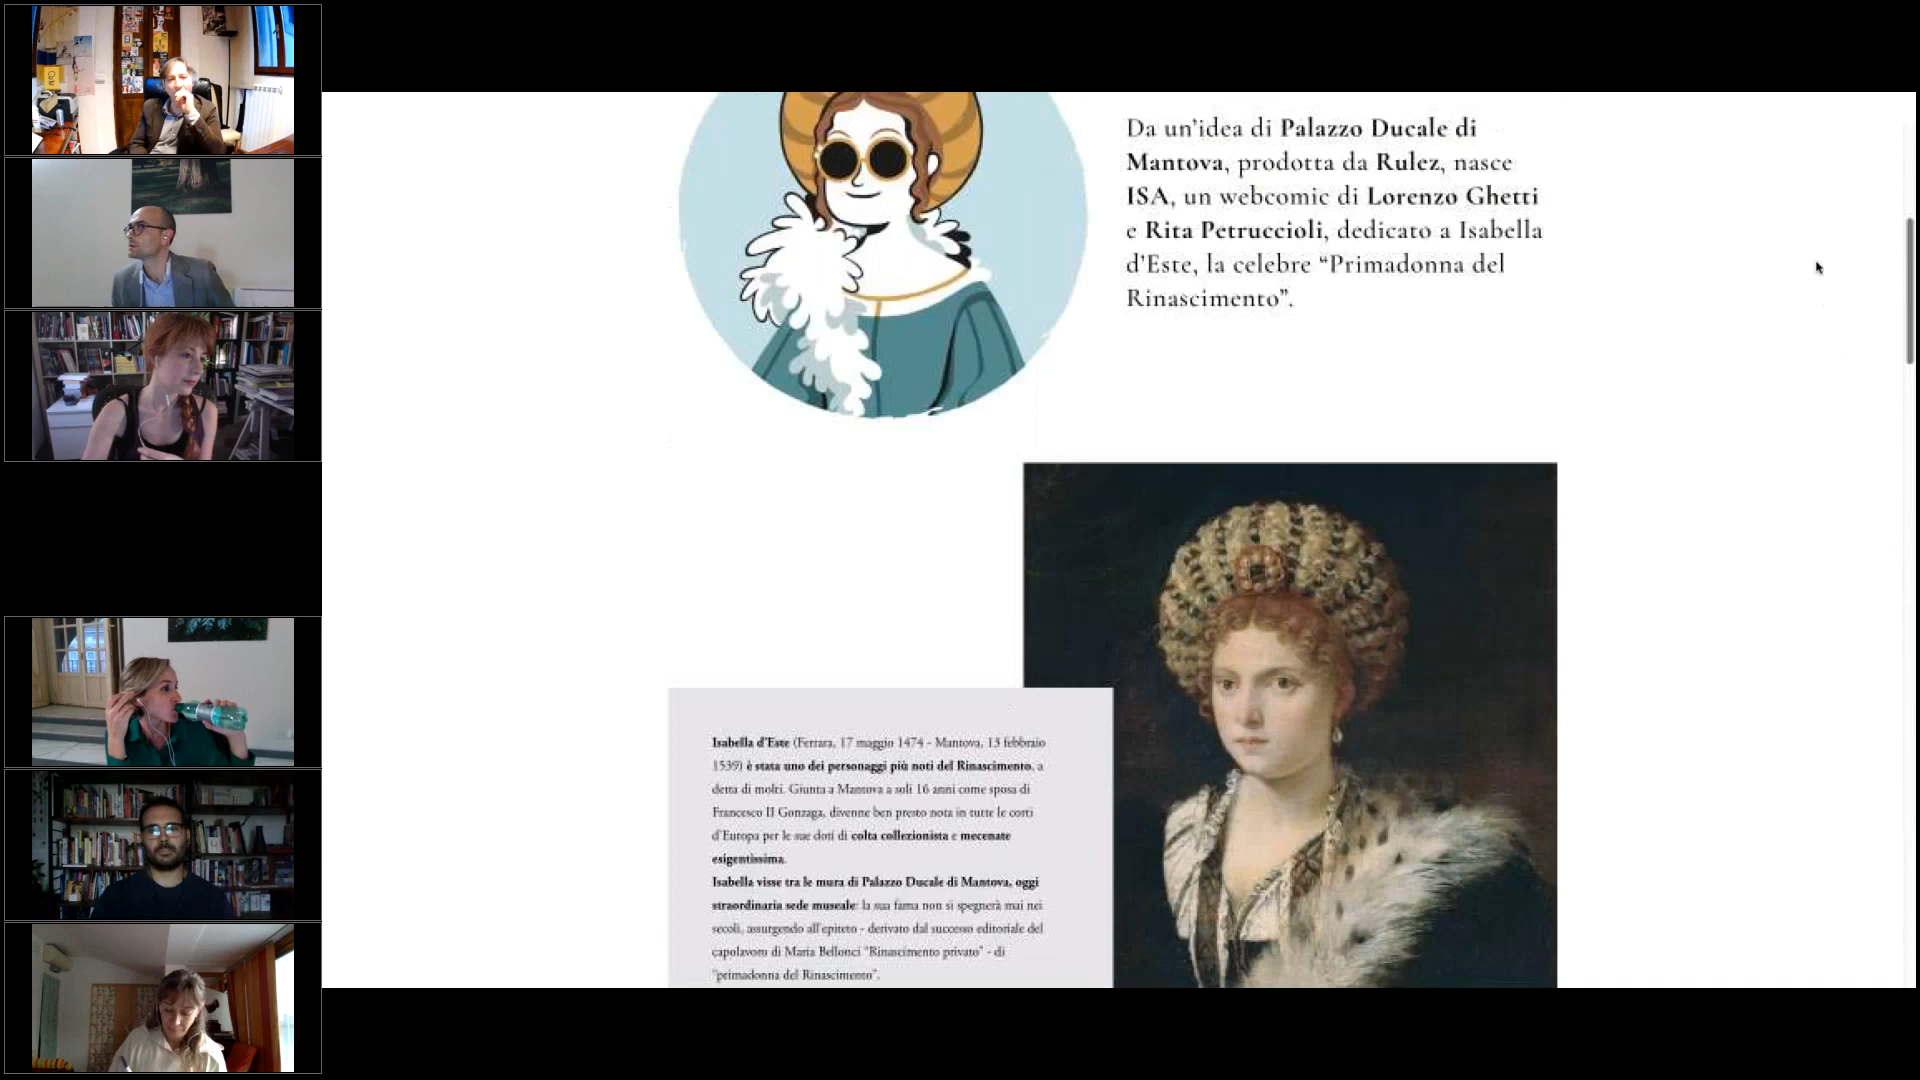 Da un'idea di Palazzo Ducale di
Mantova, prodotta da Rulez, nasce
ISA, un webcomic di Lorenzo Ghetti
e Rita Petruccioli, dedicato a Isabella
d'Este, la celebre “Primadonna del
Rinascimento”.
Isabella d'Este (Ferrara, 17 maggio 1474 - Mantova, 13 febbraio
1539) è stata uno dei personaggi più noti del Rinascimento, a
detta di molti. Giunta a Mantova a soli 16 anni come sposa di
Francesco II Gonzaga, divenne ben presto nota in tutte le corti
d'Europa per le sue doti di colta collezionista e mecenate
esigentissima.
Isabella visse tra le mura di Palazzo Ducale di Mantova, oggi
straordinaria sede museale: la sua fama non si spegnerà mai nei
secoli, assurgendo all'epiteto - derivato dal successo editoriale del
capolavoro di Maria Bellonci "Rinascimento privato" - di
"primadonna del Rinascimento".